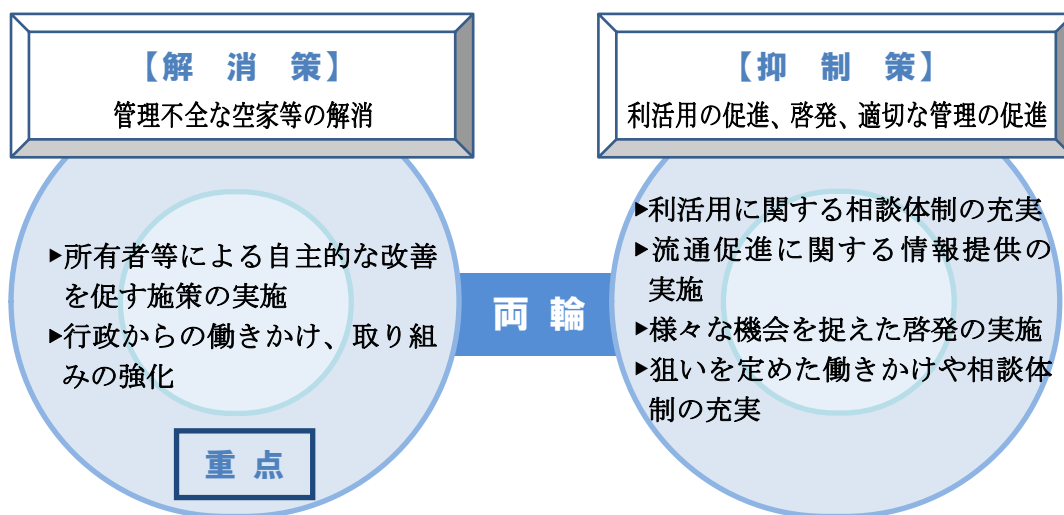 【解 消 策】
管理不全な空家等の解消
▶所有者等による自主的な改善
を促す施策の実施
▶行政からの働きかけ、取り組
みの強化
重 点
両 輪
【抑 制 策】
利活用の促進、啓発、適切な管理の促進
▶利活用に関する相談体制の充実
▶流通促進に関する情報提供の
実施
▶様々な機会を捉えた啓発の実施
▶狙いを定めた働きかけや相談体
制の充実